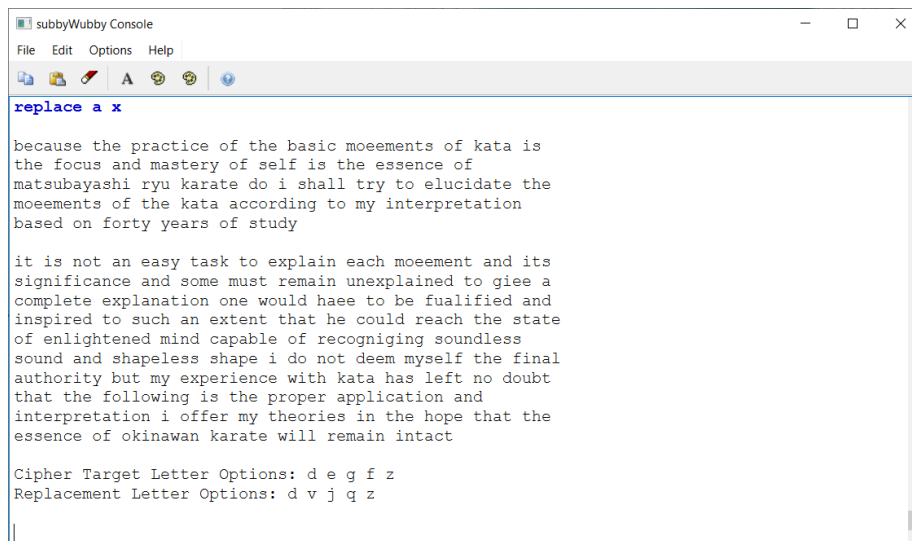 subbyWubby Console
File Edit Options Help
replace a x
because the practice of the basic moeements of kata is
the focus and mastery of self is the essence of
matsubayashi ryu karate do i shall try to elucidate the
moeements of the kata according to my interpretation
based on forty years of study
it is not an easy task to explain each moeement and its
significance and some must remain unexplained to giee a
complete explanation one would haee to be fualified and
inspired to such an extent that he could reach the state
of enlightened mind capable of recogniging soundless
sound and shapeless shape i do not deem myself the final
authority but my experience with kata has left no doubt
that the following is the proper application and
interpretation i offer my theories in the hope that the
essence of okinawan karate will remain intact
Cipher Target Letter Options: d e g f z
Replacement Letter Options: d v j q z